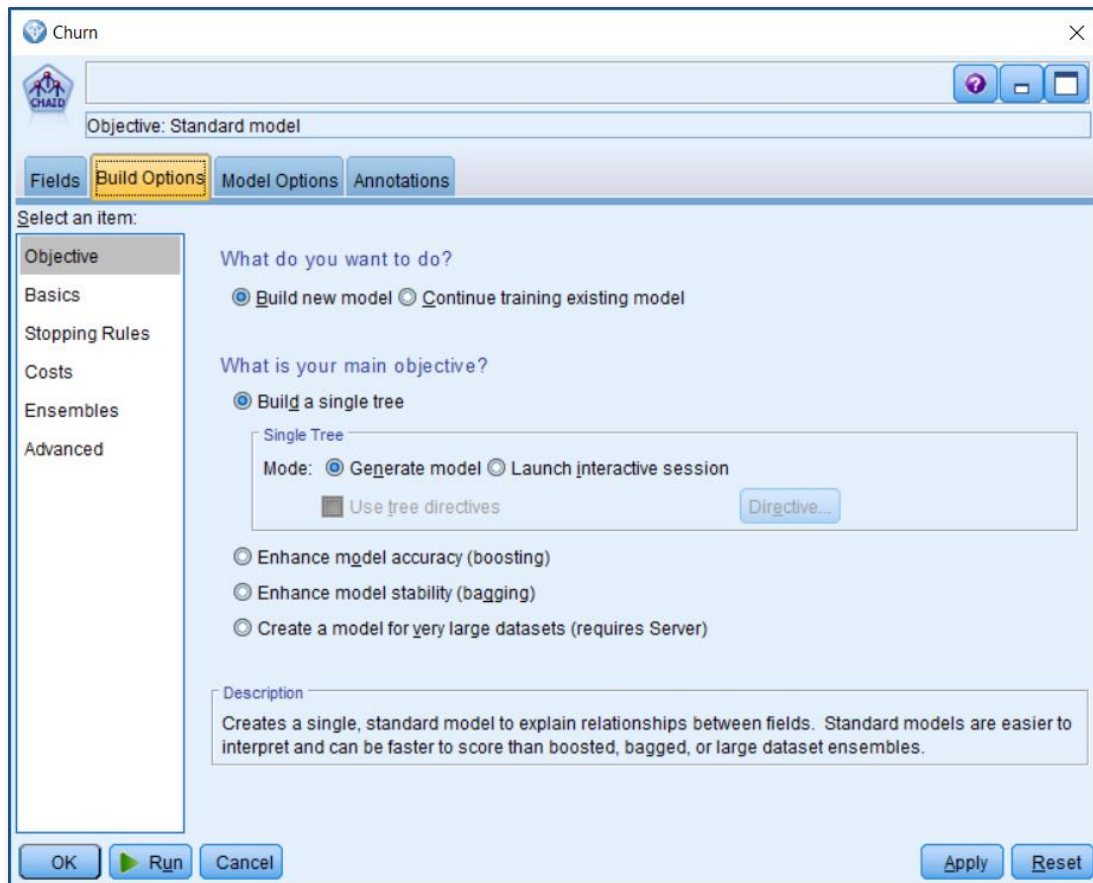 Churn
CHAID
Objective: Standard model
Fields Build Options Model Options Annotations
Select an item:
Objective
Basics
Stopping Rules
Costs
Ensembles
Advanced
What do you want to do?
Build new model Continue training existing model
What is your main objective?
Build a single tree
Single Tree
Mode: Generate model Launch interactive session
Use tree directives Directive...
Enhance model accuracy (boosting)
Enhance model stability (bagging)
Create a model for very large datasets (requires Server)
Description
Creates a single, standard model to explain relationships between fields. Standard models are easier to
interpret and can be faster to score than boosted, bagged, or large dataset ensembles.
OK Run Cancel Apply Reset